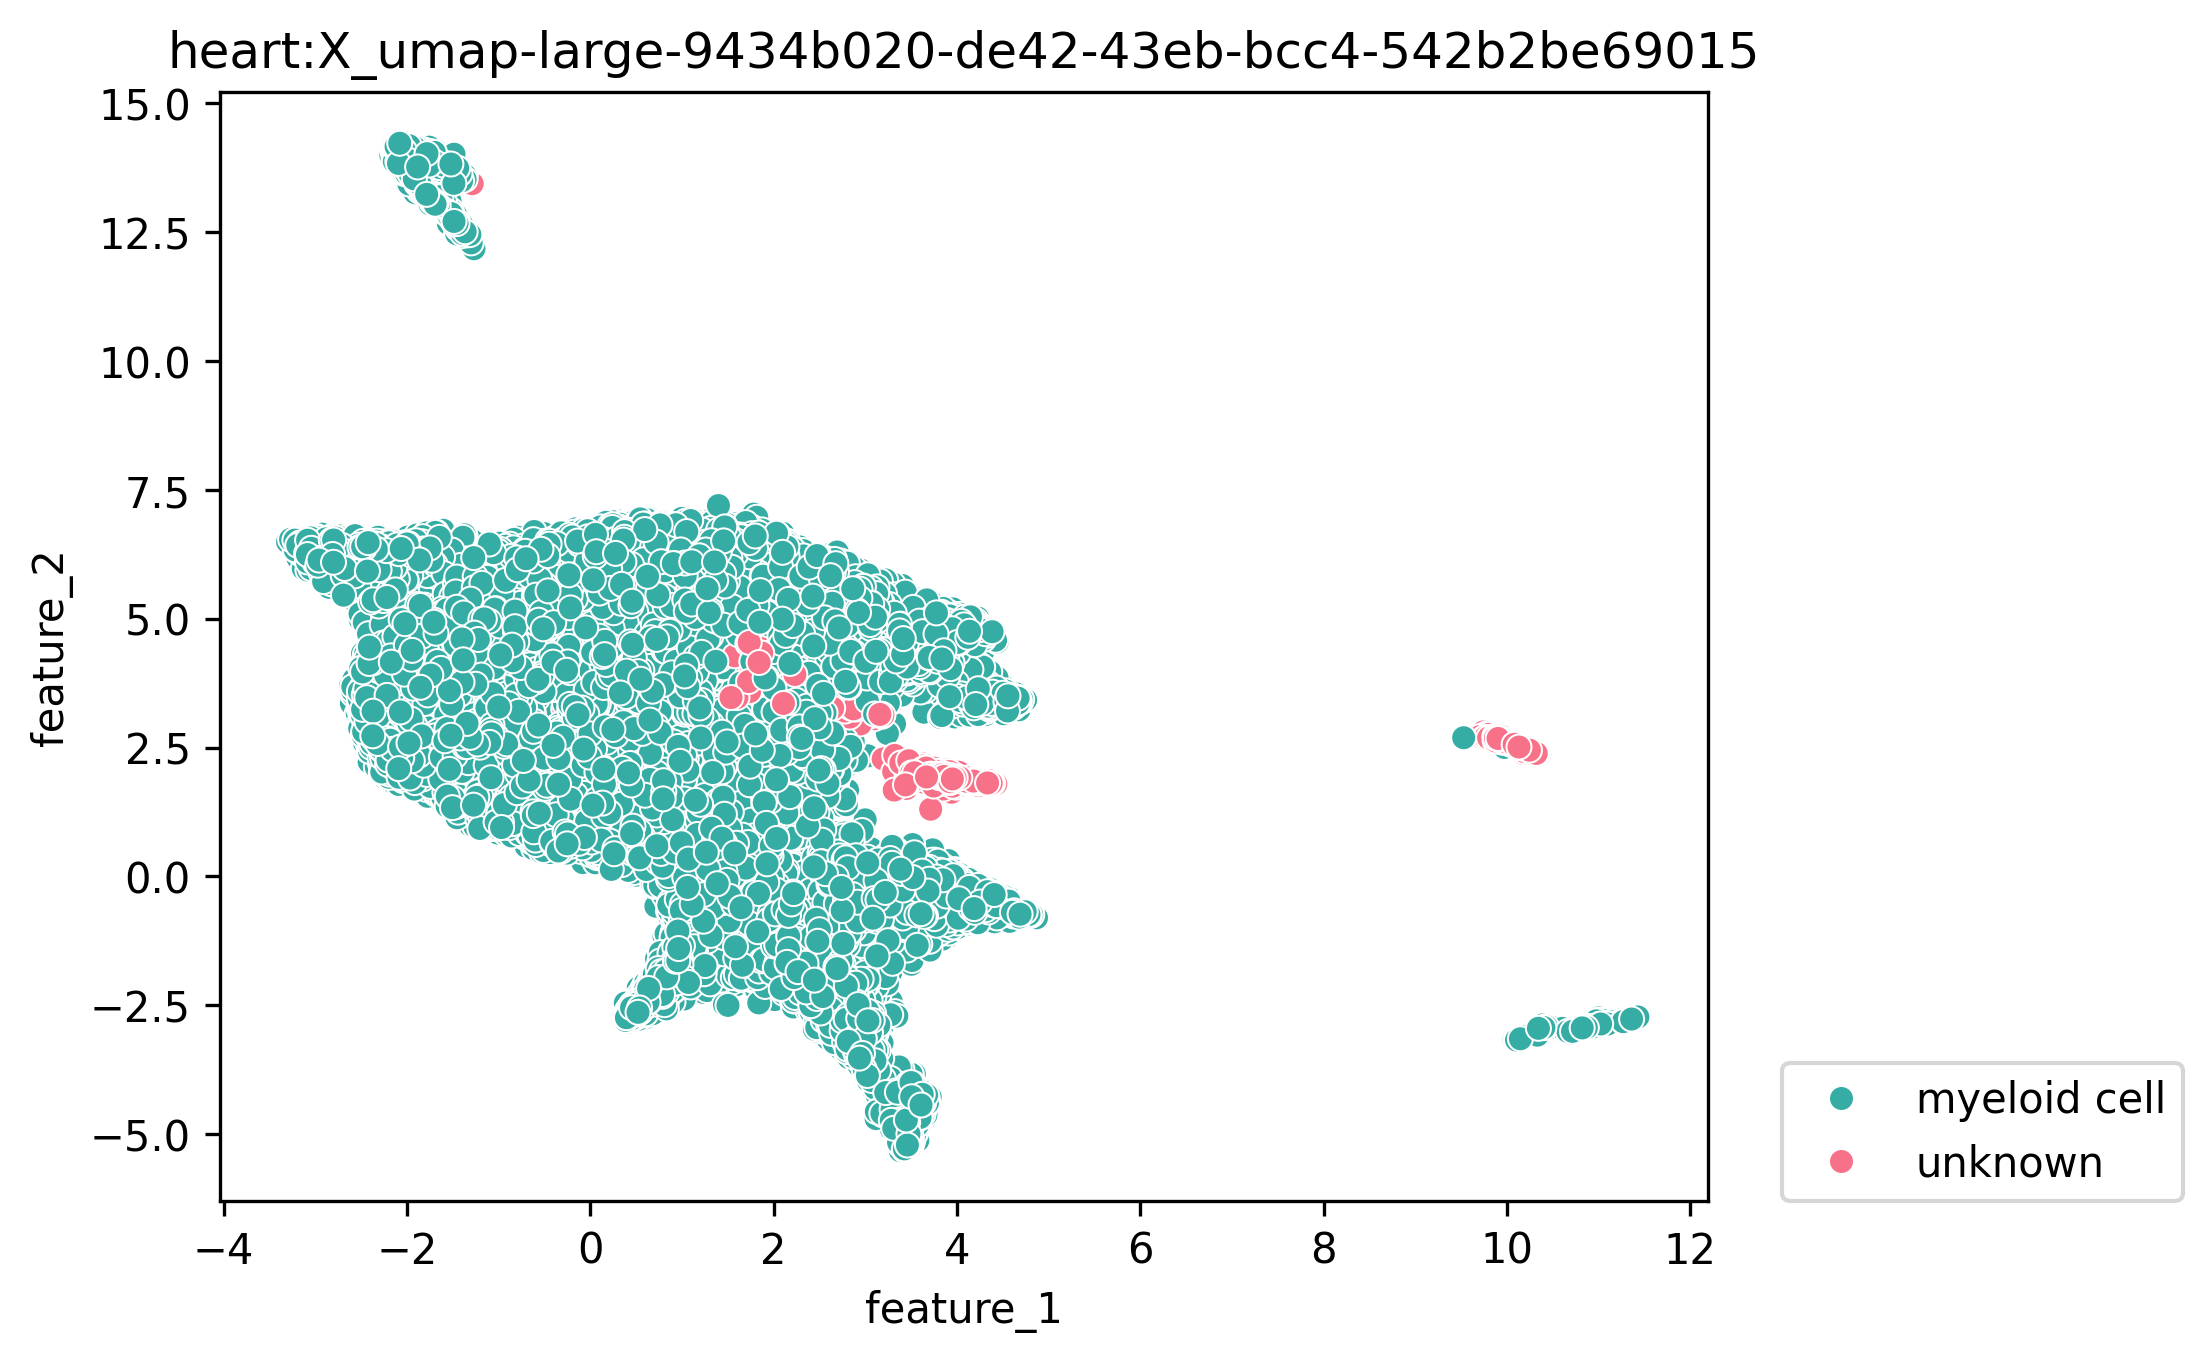 heart:X_umap-large-9434b020-de42-43eb-bcc4-542b2be69015
15.0
12.5
10.0
7.5
5.0
2.5
0.0
−2.5
−5.0
feature_2
−4 −2 0 2 4 6 8 10 12
feature_1
myeloid cell
unknown